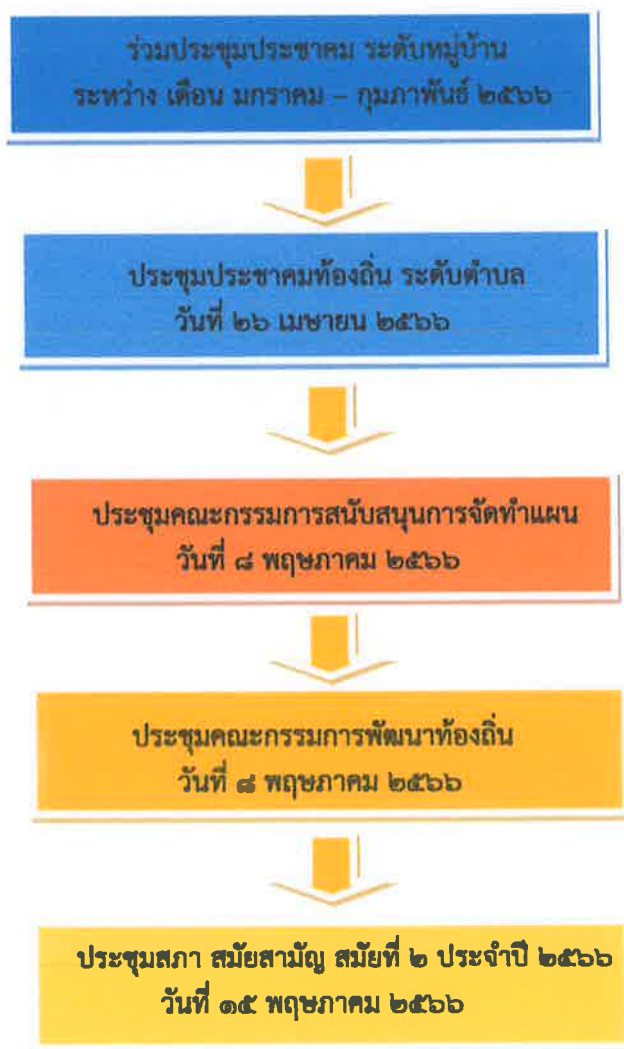 ร่วมประชุมประชาคม ระดับหมู่บ้าน
ระหว่าง เดือน มกราคม – กุมภาพันธ์ ๒๕๖๖
ประชุมประชาคมท้องถิ่น ระดับตำบล
วันที่ ๒๖ เมษายน ๒๕๖๖
ประชุมคณะกรรมการสนับสนุนการจัดทำแผน
วันที่ ๘ พฤษภาคม ๒๕๖๖
ประชุมคณะกรรมการพัฒนาท้องถิ่น
วันที่ ๘ พฤษภาคม ๒๕๖๖
ประชุมสภา สมัยสามัญ สมัยที่ ๒ ประจำปี ๒๕๖๖
วันที่ ๑๕ พฤษภาคม ๒๕๖๖